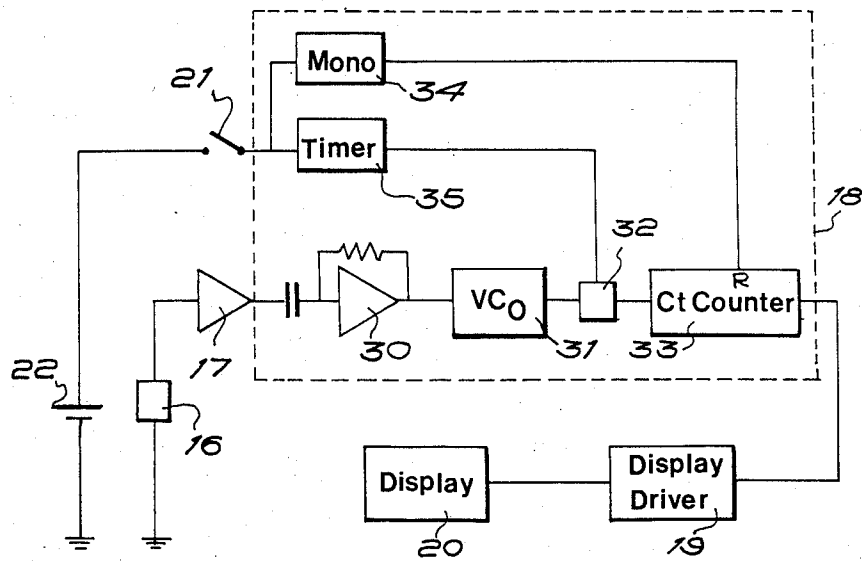 Mono
34
21
Timer
35
18
32
R
17
30
VCO
31
Ct Counter
33
22
16
Display
20
Display
Driver
19